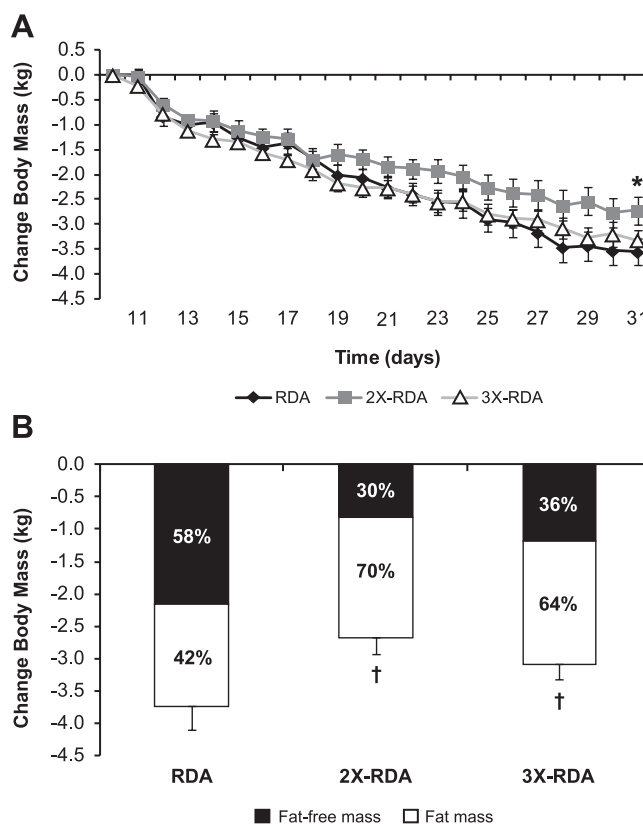 A
Change Body Mass (kg)
0.5
0.0
-0.5
-1.0
-1.5
-2.0
-2.5
-3.0
-3.5
-4.0
-4.5
*
11 13 15 17 19 21 23 25 27 29 31
Time (days)
RDA 2X-RDA 3X-RDA
B
Change Body Mass (kg)
0.0
-0.5
-1.0
-1.5
-2.0
-2.5
-3.0
-3.5
-4.0
-4.5
58% 30% 36%
42% 70% 64%
† †
RDA 2X-RDA 3X-RDA
Fat-free mass Fat mass